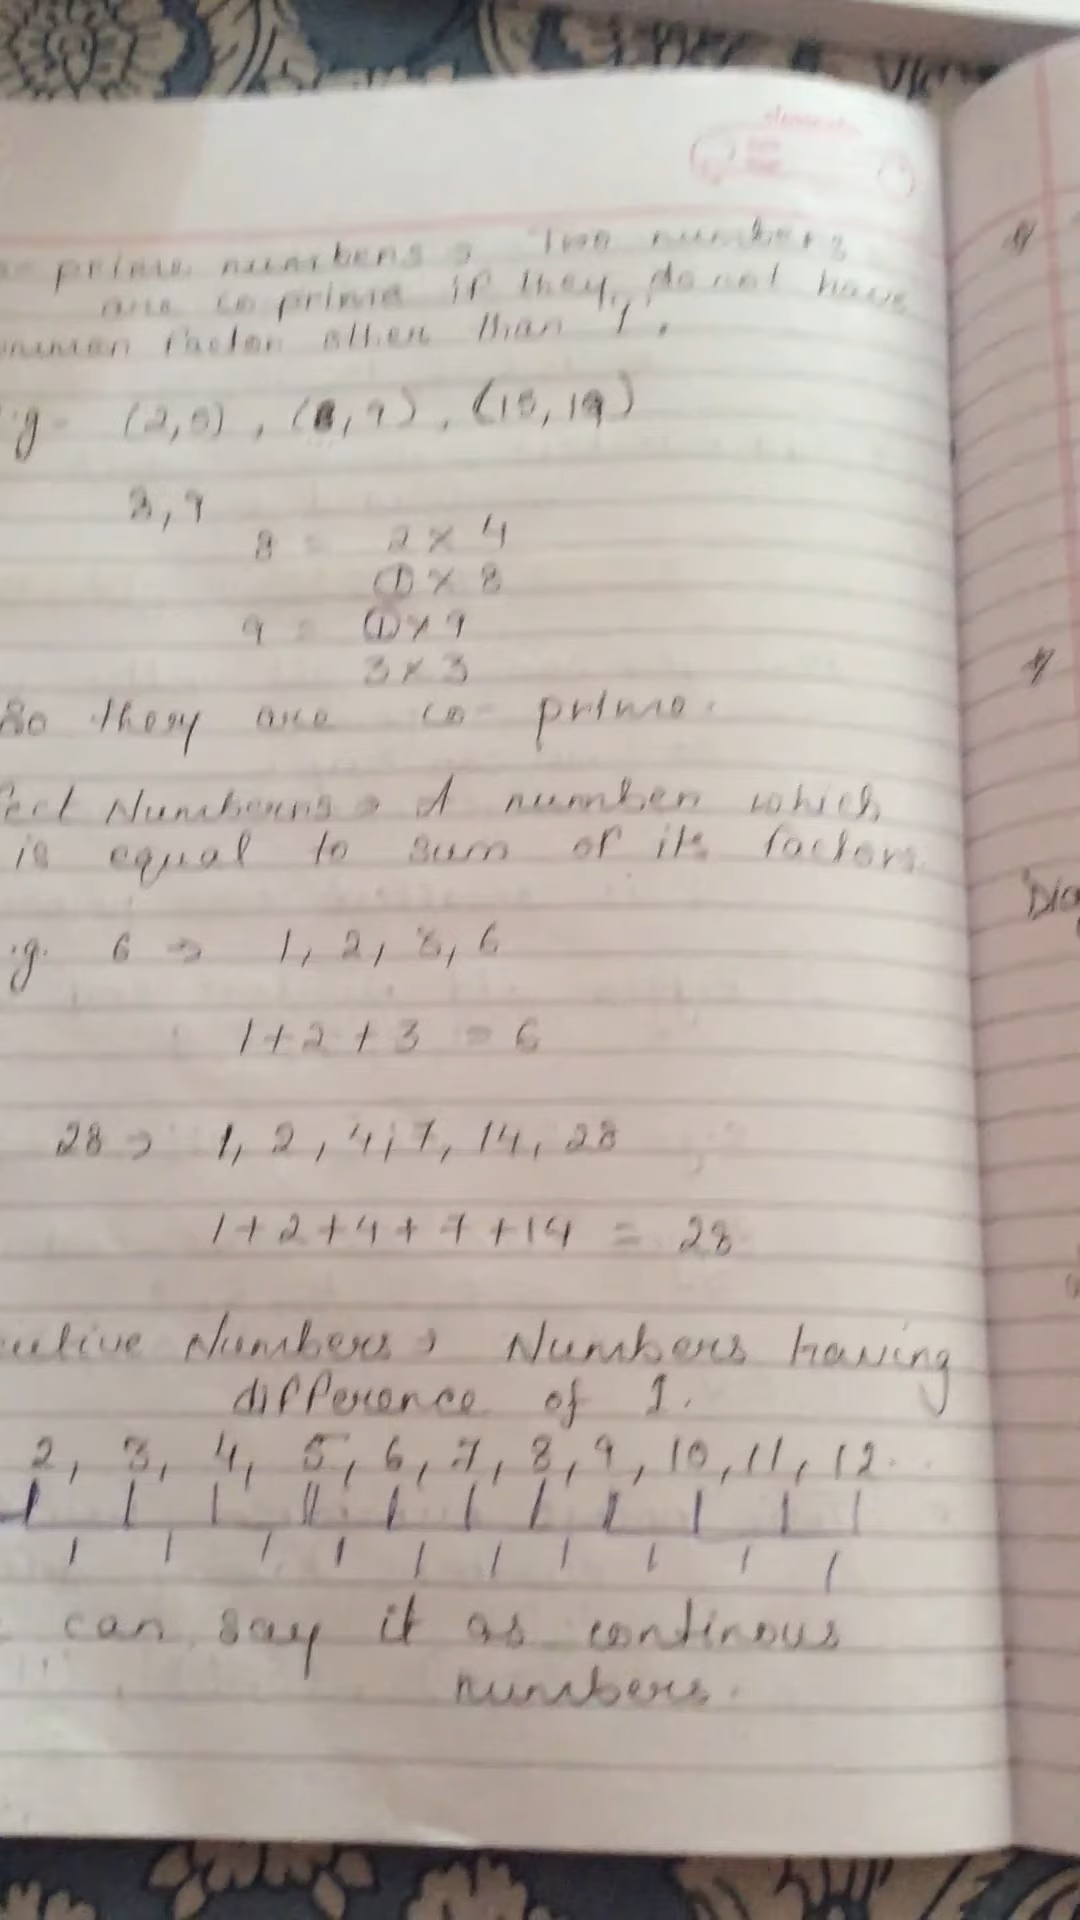 prime numbers → Two numbers
are co prime if they do not have
factor other than 1.
(2,5), (8,9), (15,19)
8,9
8 = 2 × 4
1 × 8
9 = 1 × 9
3 × 3
So they are co- prime.
Numbers → A number which
is equal to sum of its factors.
6 → 1, 2, 3, 6
1 + 2 + 3 = 6
28 → 1, 2, 4, 7, 14, 28
1 + 2 + 4 + 7 + 14 = 28
Numbers → Numbers having
difference of 1.
2, 3, 4, 5, 6, 7, 8, 9, 10, 11, 12..
1 1 1 1 1 1 1 1 1 1
can say it as continous
numbers.